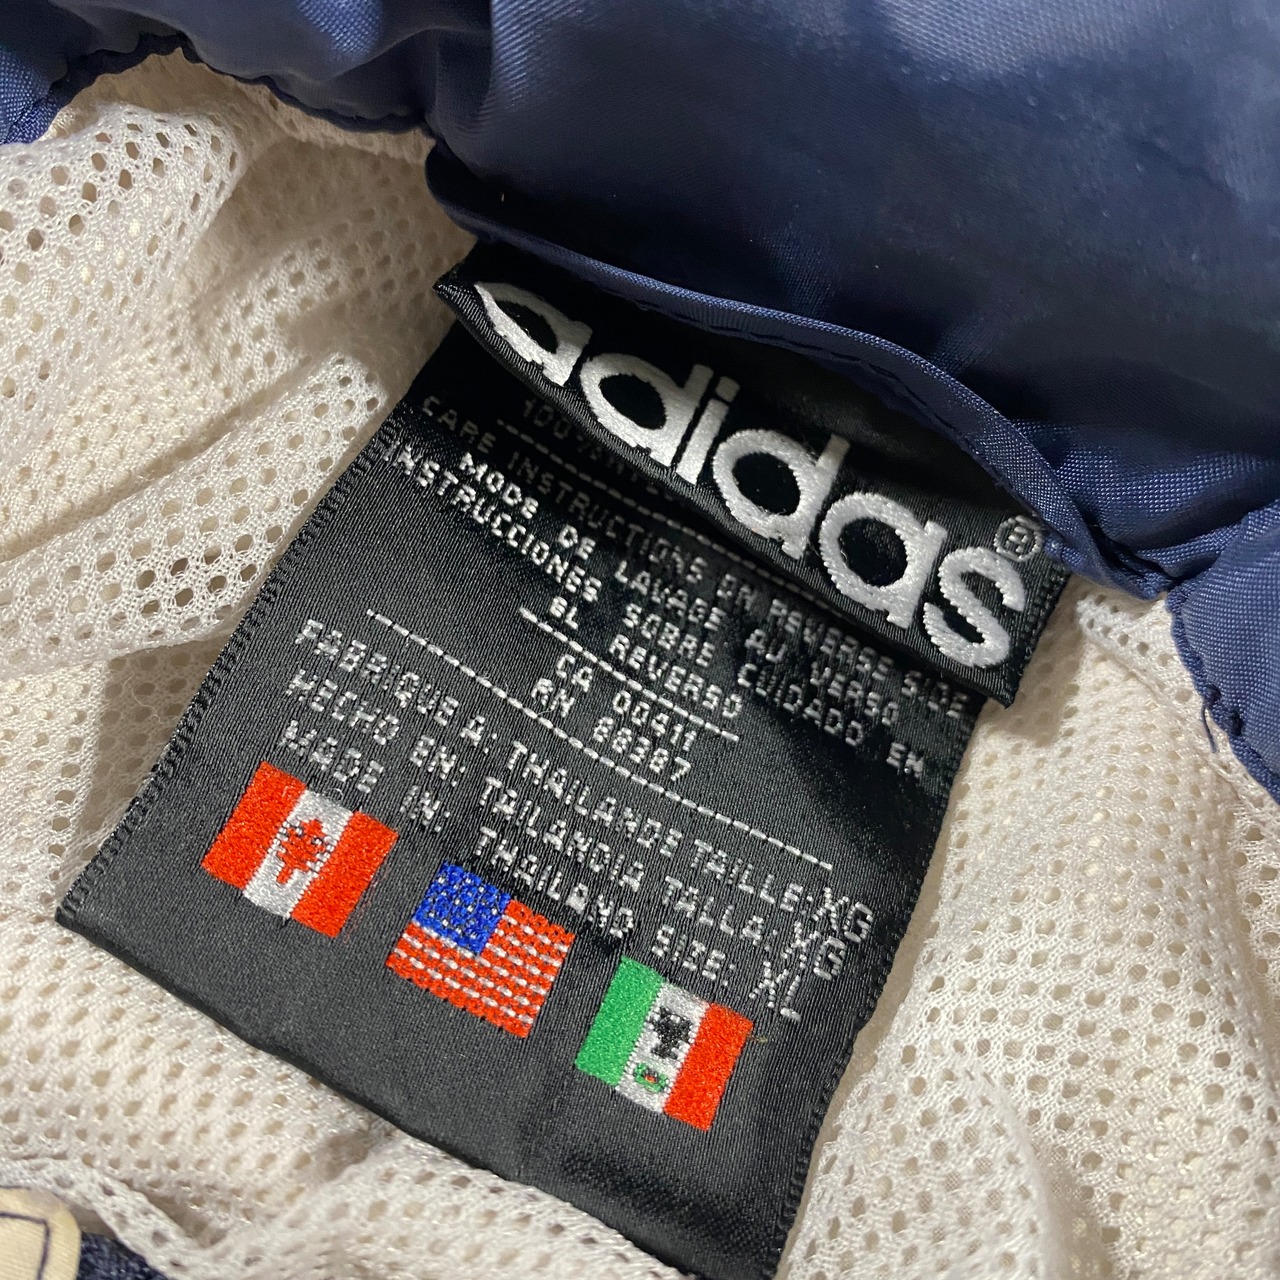 adidas®
CARE INSTRUCTIONS ON REVERSE SIDE
MODE DE LAVAGE AU VERSO
INSTRUCCIONES SOBRE CUIDADO EN
EL REVERSO
CA 00411
RN 88387
FABRIQUE A: THAILANDE TAILLE: XG
HECHO EN: TAILANDIA TALLA: XG
MADE IN: THAILAND SIZE: XL